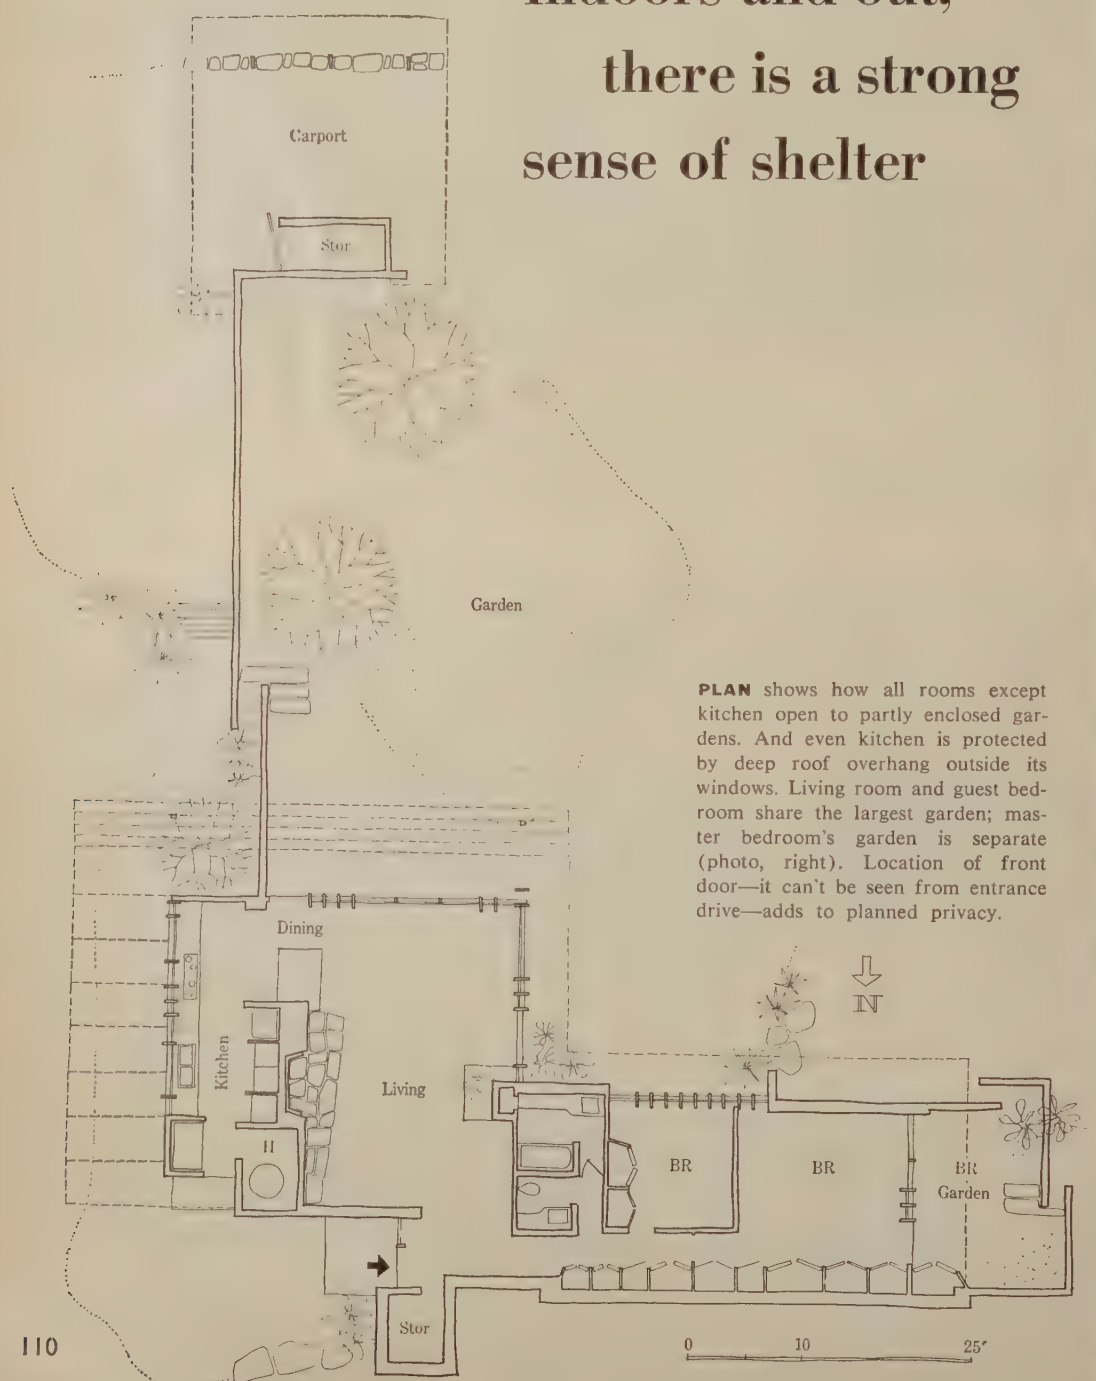 indoors and out,
there is a strong
sense of shelter
Carport
Stor
Garden
PLAN shows how all rooms except
kitchen open to partly enclosed gar-
dens. And even kitchen is protected
by deep roof overhang outside its
windows. Living room and guest bed-
room share the largest garden; mas-
ter bedroom's garden is separate
(photo, right). Location of front
door—it can't be seen from entrance
drive—adds to planned privacy.
N
Dining
Kitchen
Living
H
BR
BR
BR
Garden
Stor
0 10 25'
110